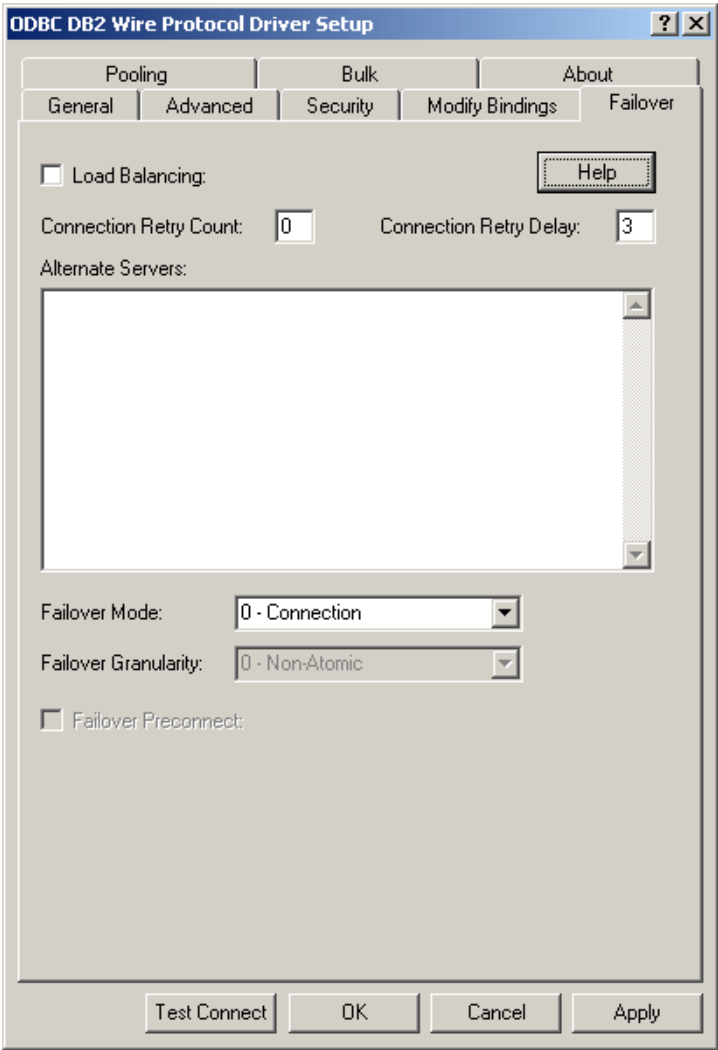 ODBC DB2 Wire Protocol Driver Setup
Pooling Bulk About
General Advanced Security Modify Bindings Failover
Load Balancing: Help
Connection Retry Count: 0 Connection Retry Delay: 3
Alternate Servers:
Failover Mode: 0 - Connection
Failover Granularity: 0 - Non-Atomic
Failover Preconnect:
Test Connect OK Cancel Apply